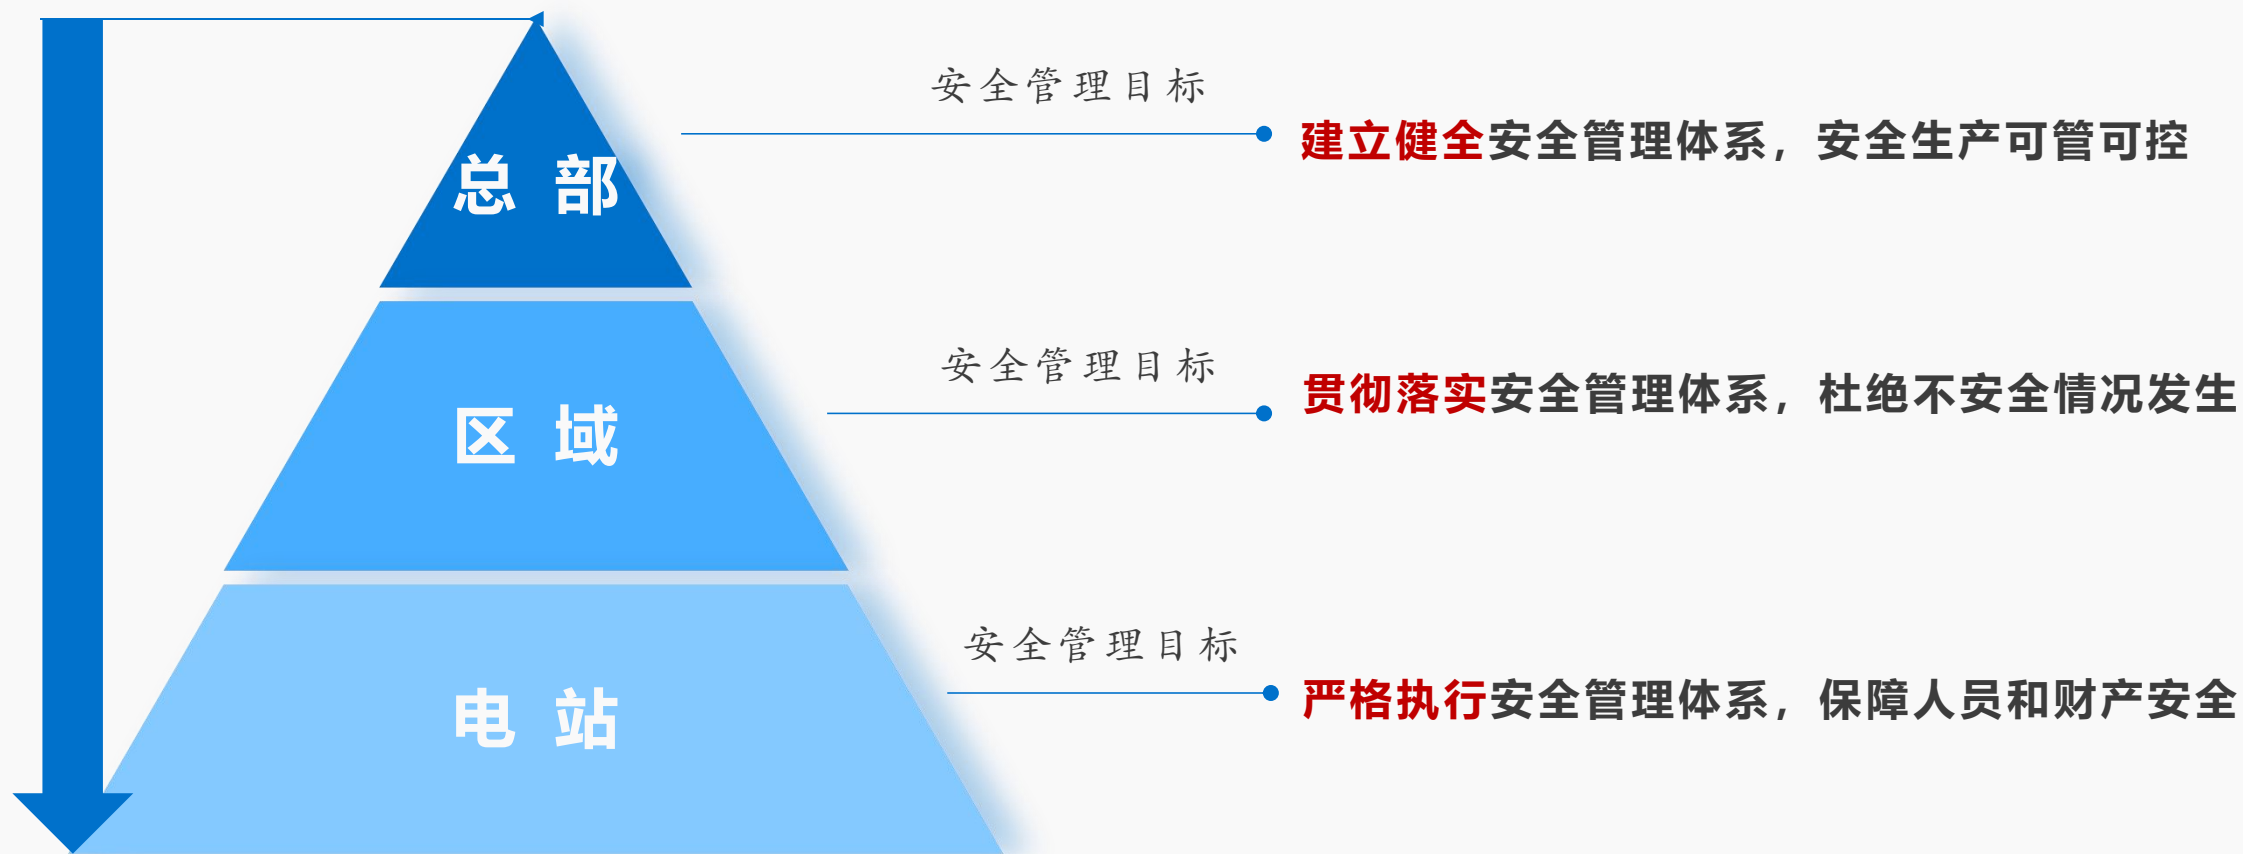 安全管理目标
建立健全安全管理体系，安全生产可管可控
总 部
安全管理目标
贯彻落实安全管理体系，杜绝不安全情况发生
区 域
安全管理目标
严格执行安全管理体系，保障人员和财产安全
电 站